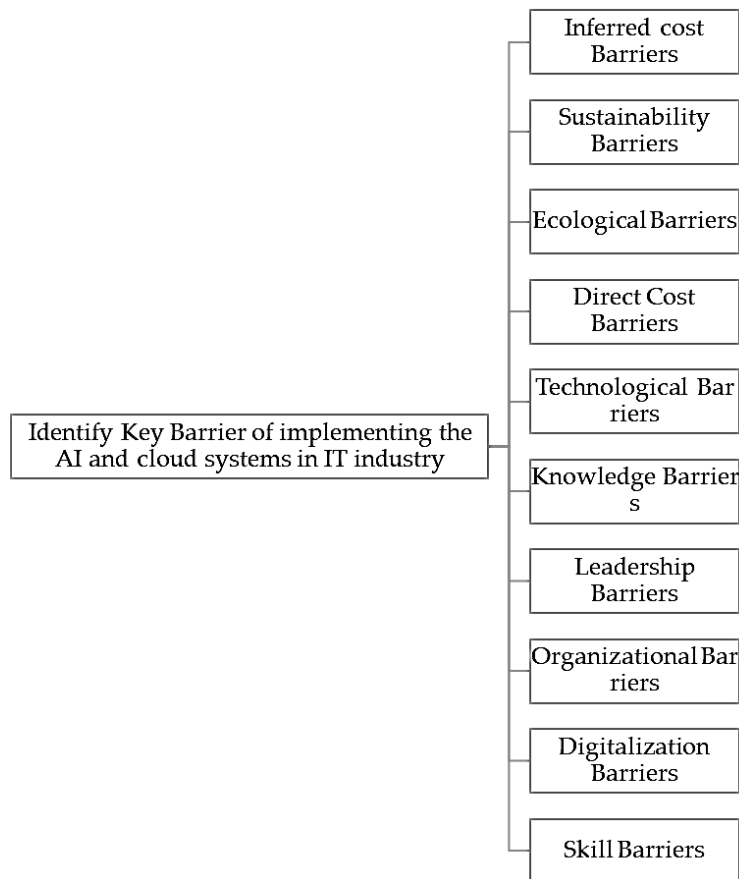 Inferred cost
Barriers
Sustainability
Barriers
Ecological Barriers
Direct Cost
Barriers
Technological Bar
riers
Identify Key Barrier of implementing the
AI and cloud systems in IT industry
Knowledge Barrier
s
Leadership
Barriers
Organizational Bar
riers
Digitalization
Barriers
Skill Barriers